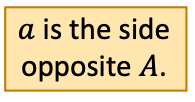 a is the side
opposite A.